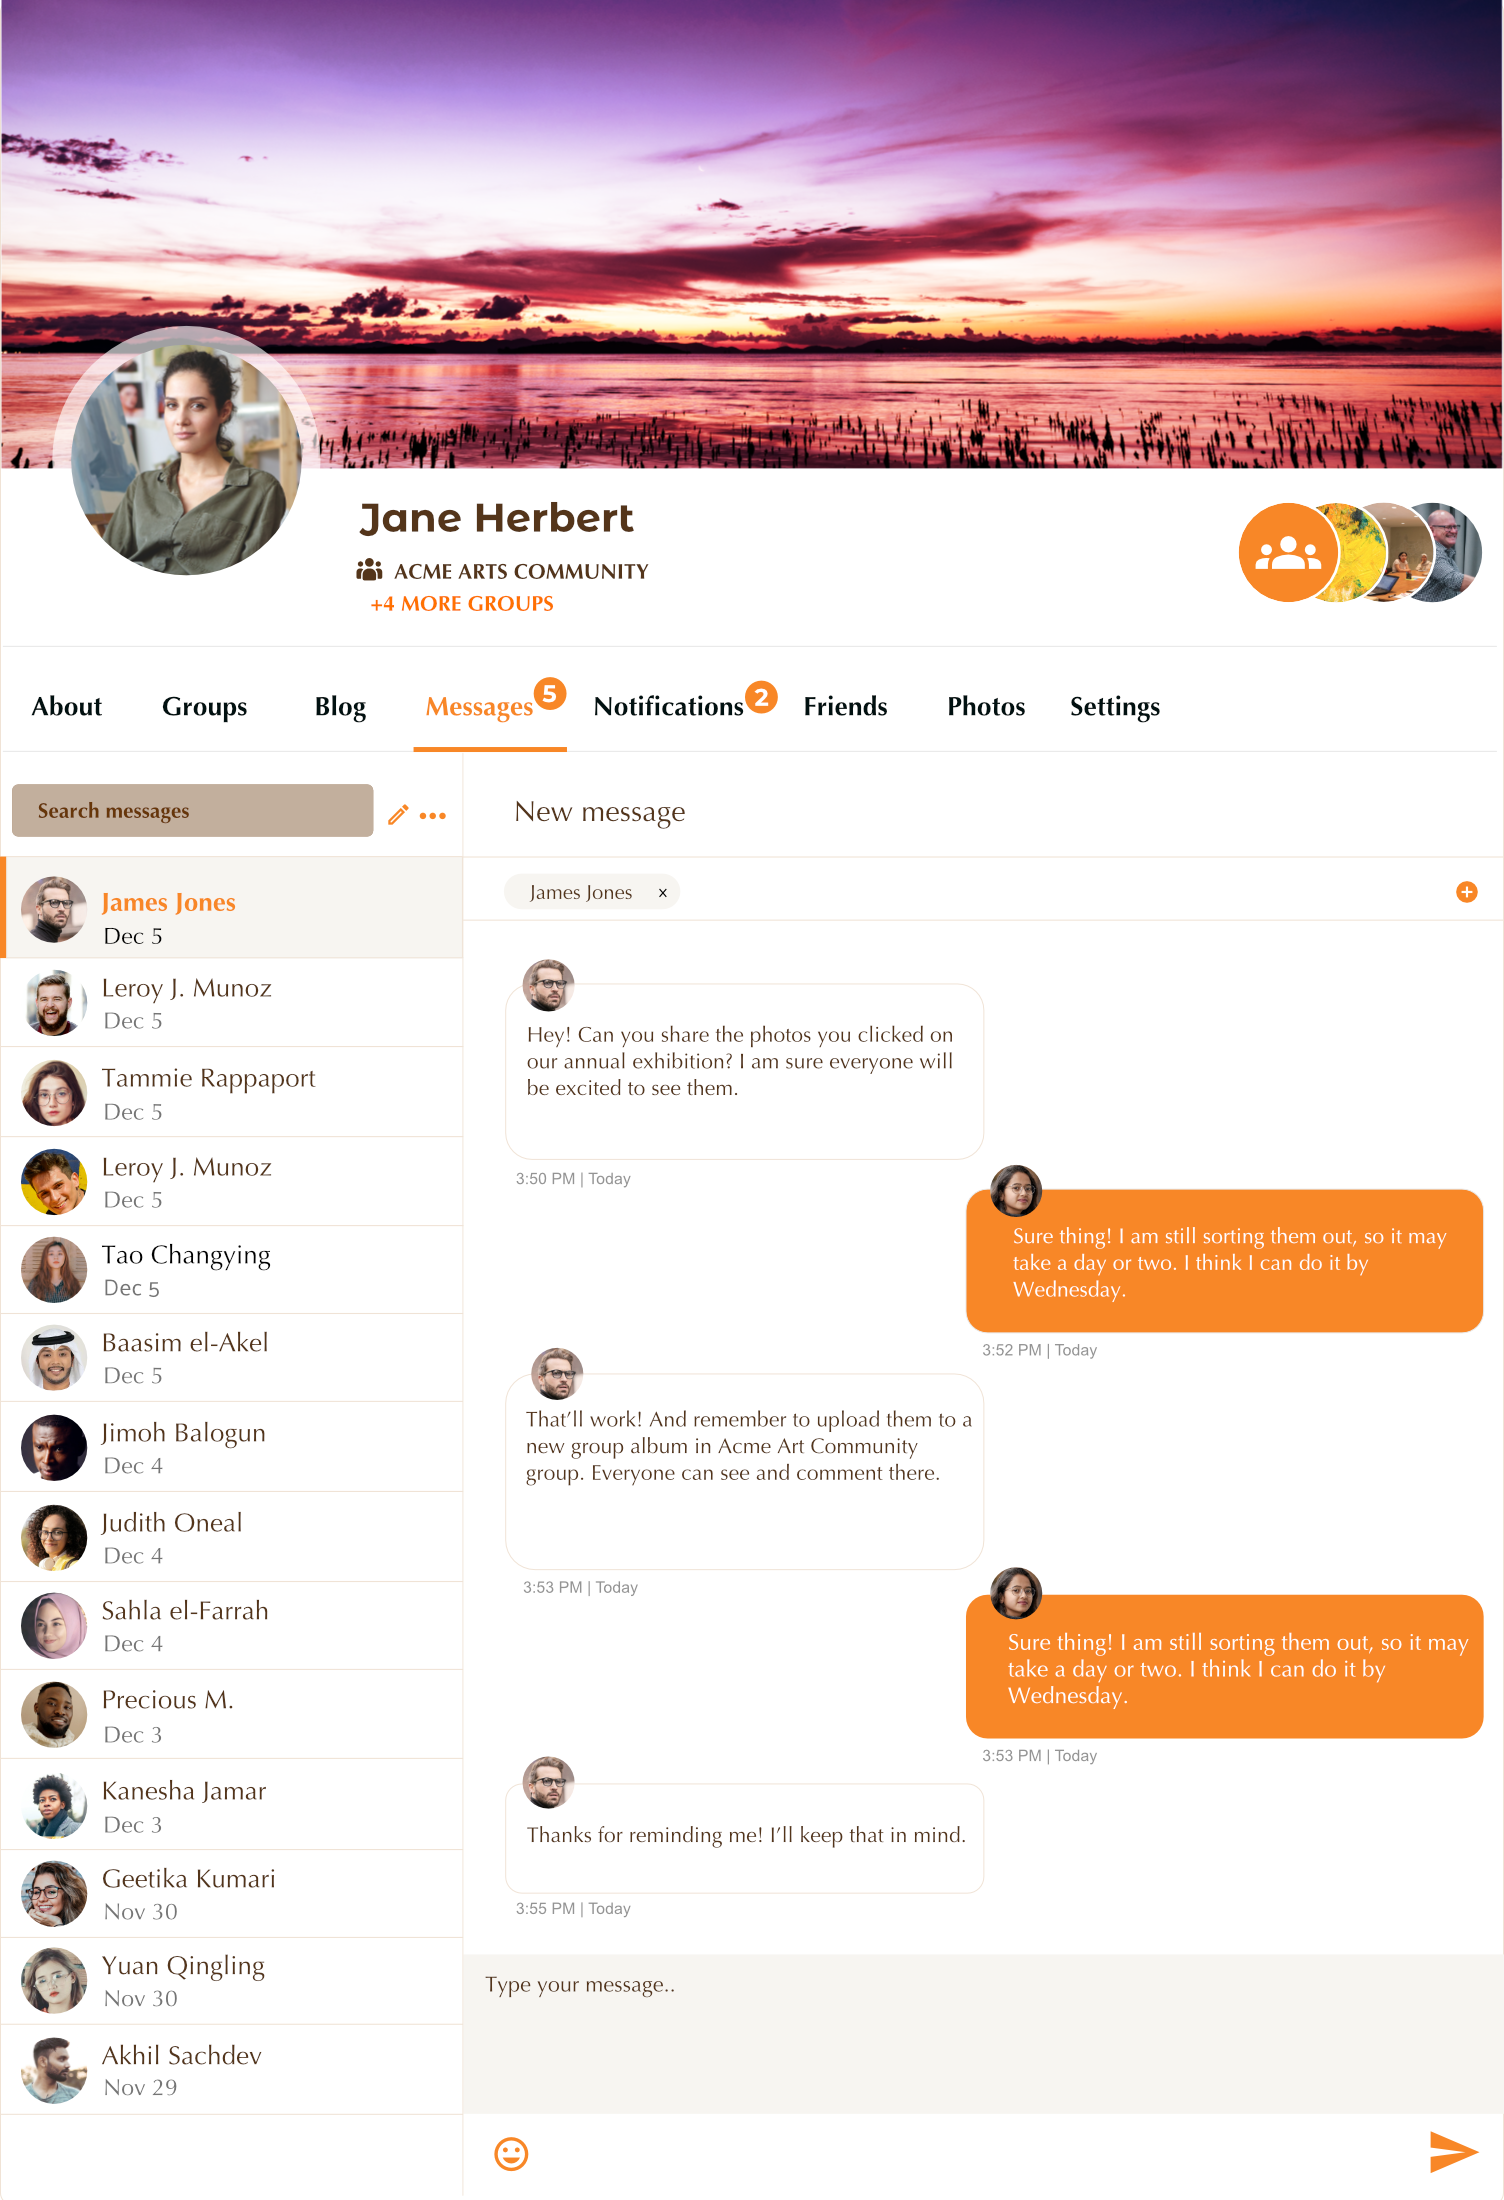 Jane Herbert
ACME ARTS COMMUNITY
+4 MORE GROUPS
About Groups Blog Messages 5 Notifications 2 Friends Photos Settings
Search messages
James Jones
Dec 5
Leroy J. Munoz
Dec 5
Tammie Rappaport
Dec 5
Leroy J. Munoz
Dec 5
Tao Changying
Dec 5
Baasim el-Akel
Dec 5
Jimoh Balogun
Dec 4
Judith Oneal
Dec 4
Sahla el-Farrah
Dec 4
Precious M.
Dec 3
Kanesha Jamar
Dec 3
Geetika Kumari
Nov 30
Yuan Qingling
Nov 30
Akhil Sachdev
Nov 29
New message
James Jones x
Hey! Can you share the photos you clicked on
our annual exhibition? I am sure everyone will
be excited to see them.
3:50 PM | Today
Sure thing! I am still sorting them out, so it may
take a day or two. I think I can do it by
Wednesday.
3:52 PM | Today
That’ll work! And remember to upload them to a
new group album in Acme Art Community
group. Everyone can see and comment there.
3:53 PM | Today
Sure thing! I am still sorting them out, so it may
take a day or two. I think I can do it by
Wednesday.
3:53 PM | Today
Thanks for reminding me! I’ll keep that in mind.
3:55 PM | Today
Type your message..